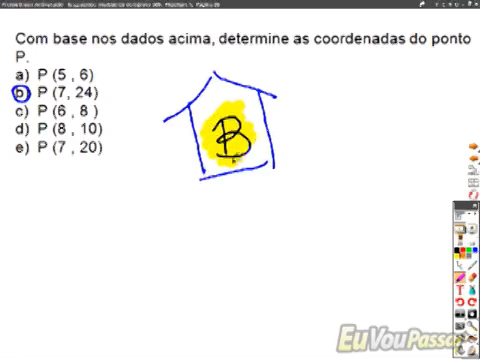 Com base nos dados acima, determine as coordenadas do ponto
P.
a) P (5 , 6)
b) P (7, 24)
c) P (6 , 8 )
d) P (8 , 10)
e) P (7 , 20)
B
EuVouPassar